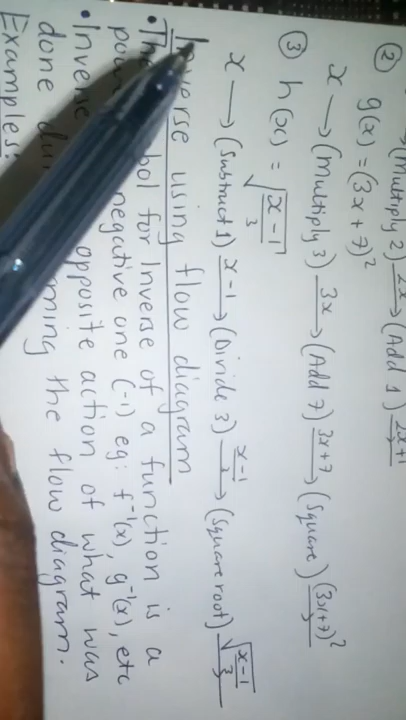 (Multiply 2) 2x → (Add 1) 2x+1 →
② g(x) = (3x + 7)²
x → (Multiply 3) 3x → (Add 7) 3x+7 → (Square) (3x+7)² →
③ h(x) = √((x - 1)/3)
x → (Subtract 1) x-1 → (Divide 3) (x-1)/3 → (Square root) √((x-1)/3)
Inverse using flow diagram
• The bol for Inverse of a function is a
negative one (-1) eg: f⁻¹(x), g⁻¹(x), etc
• Inverse opposite action of what was
done ming the flow diagram.
Examples: